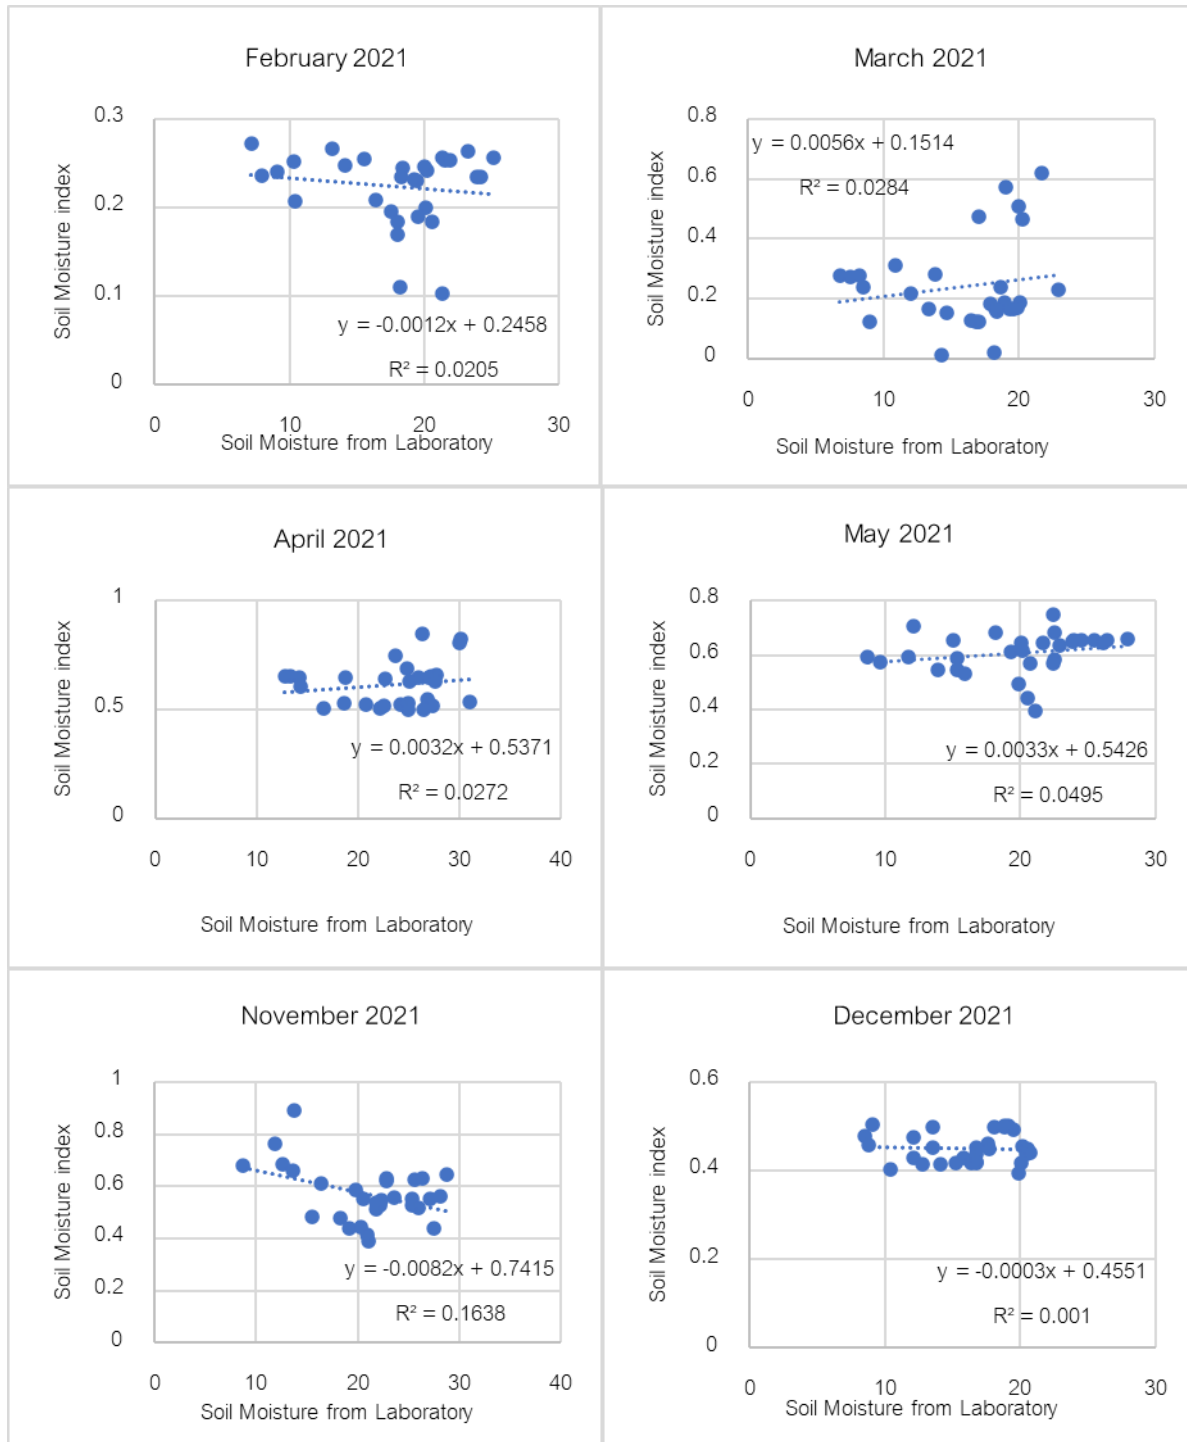 February 2021
Soil Moisture index
0.3
0.2
0.1
0
y = -0.0012x + 0.2458
R² = 0.0205
0 10 20 30
Soil Moisture from Laboratory
March 2021
Soil Moisture index
0.8
0.6
0.4
0.2
0
y = 0.0056x + 0.1514
R² = 0.0284
0 10 20 30
Soil Moisture from Laboratory
April 2021
Soil Moisture index
1
0.5
0
y = 0.0032x + 0.5371
R² = 0.0272
0 10 20 30 40
Soil Moisture from Laboratory
May 2021
Soil Moisture index
0.8
0.6
0.4
0.2
0
y = 0.0033x + 0.5426
R² = 0.0495
0 10 20 30
Soil Moisture from Laboratory
November 2021
Soil Moisture index
1
0.8
0.6
0.4
0.2
0
y = -0.0082x + 0.7415
R² = 0.1638
0 10 20 30 40
Soil Moisture from Laboratory
December 2021
Soil Moisture index
0.6
0.4
0.2
0
y = -0.0003x + 0.4551
R² = 0.001
0 10 20 30
Soil Moisture from Laboratory